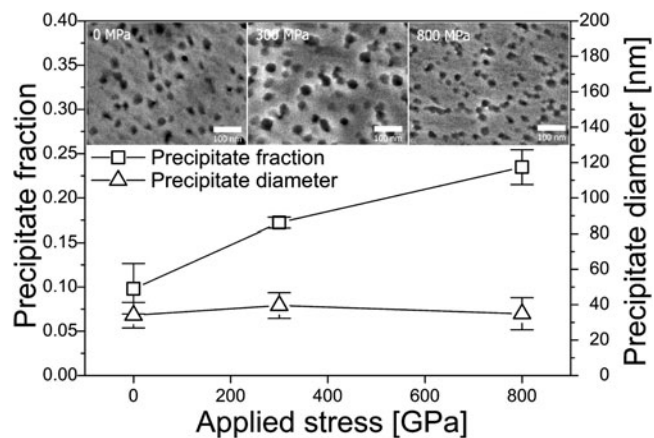 0 MPa
300 MPa
800 MPa
100 nm
100 nm
100 nm
Precipitate fraction
Precipitate diameter
0.40
0.35
0.30
0.25
0.20
0.15
0.10
0.05
0.00
Precipitate fraction
200
180
160
140
120
100
80
60
40
20
0
Precipitate diameter [nm]
0
200
400
600
800
Applied stress [GPa]